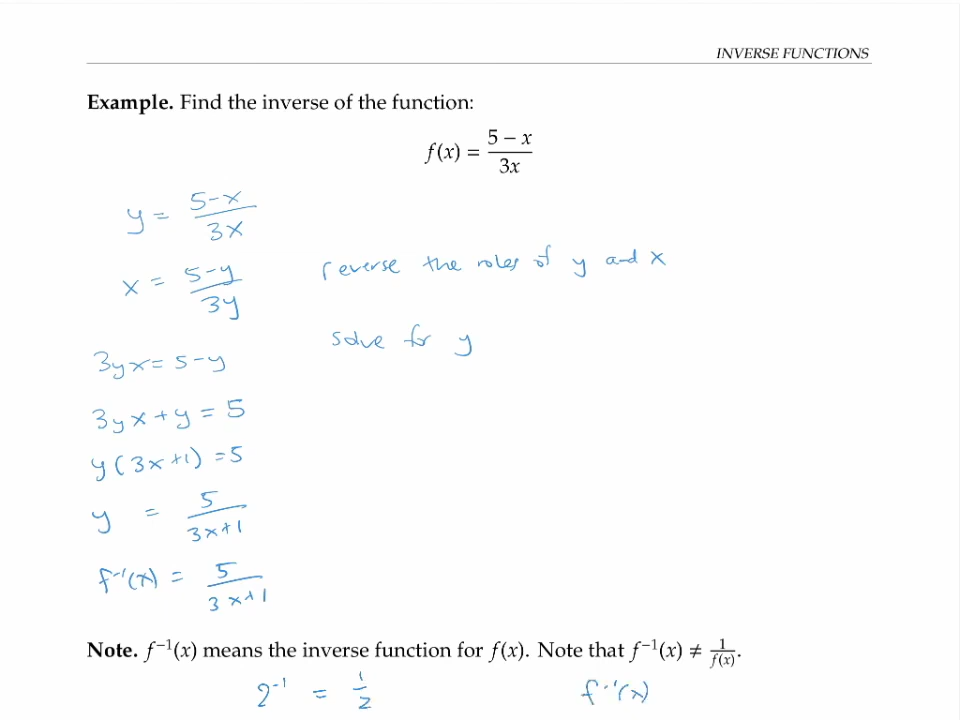 INVERSE FUNCTIONS
Example. Find the inverse of the function:
f(x) = (5 − x)/(3x)
y = (5-x)/(3x)
x = (5-y)/(3y) reverse the roles of y and x
solve for y
3yx = 5-y
3yx + y = 5
y(3x+1) = 5
y = 5/(3x+1)
f⁻¹(x) = 5/(3x+1)
Note. f⁻¹(x) means the inverse function for f(x). Note that f⁻¹(x) ≠ 1/f(x).
2⁻¹ = 1/2 f⁻¹(x)